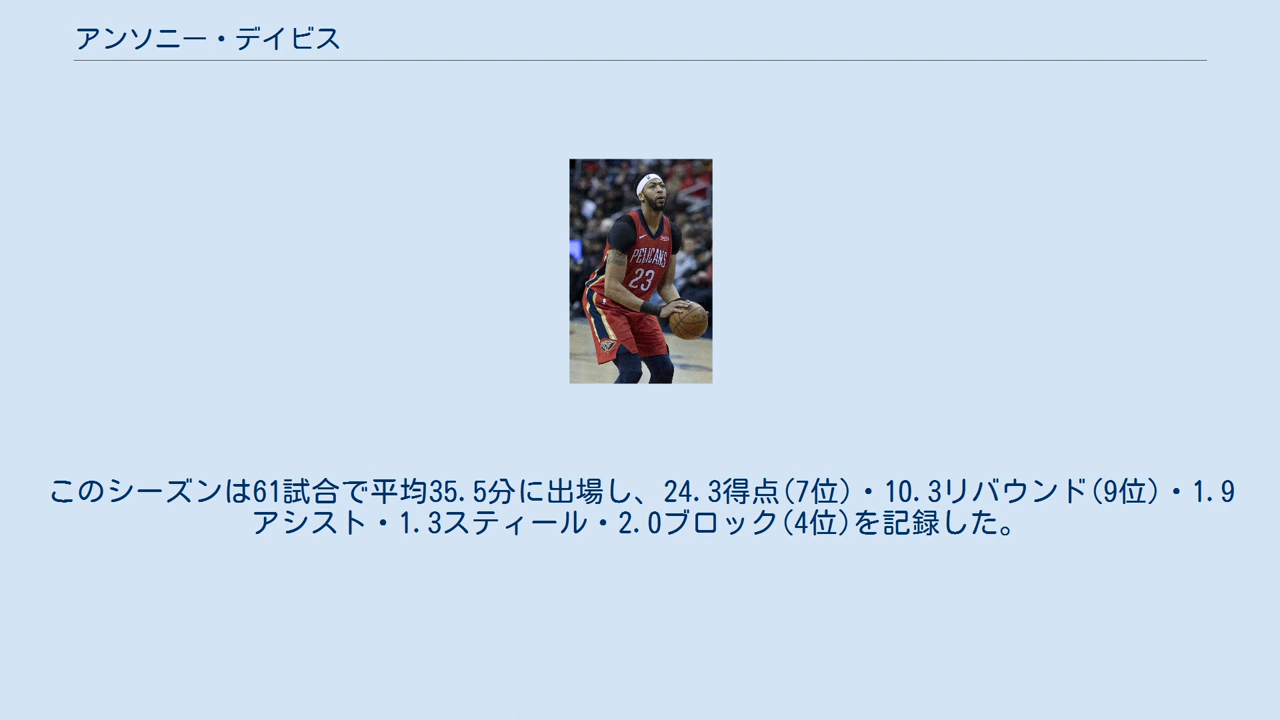 アンソニー・デイビス
PELICANS
23
このシーズンは61試合で平均35.5分に出場し、24.3得点(7位)・10.3リバウンド(9位)・1.9
アシスト・1.3スティール・2.0ブロック(4位)を記録した。